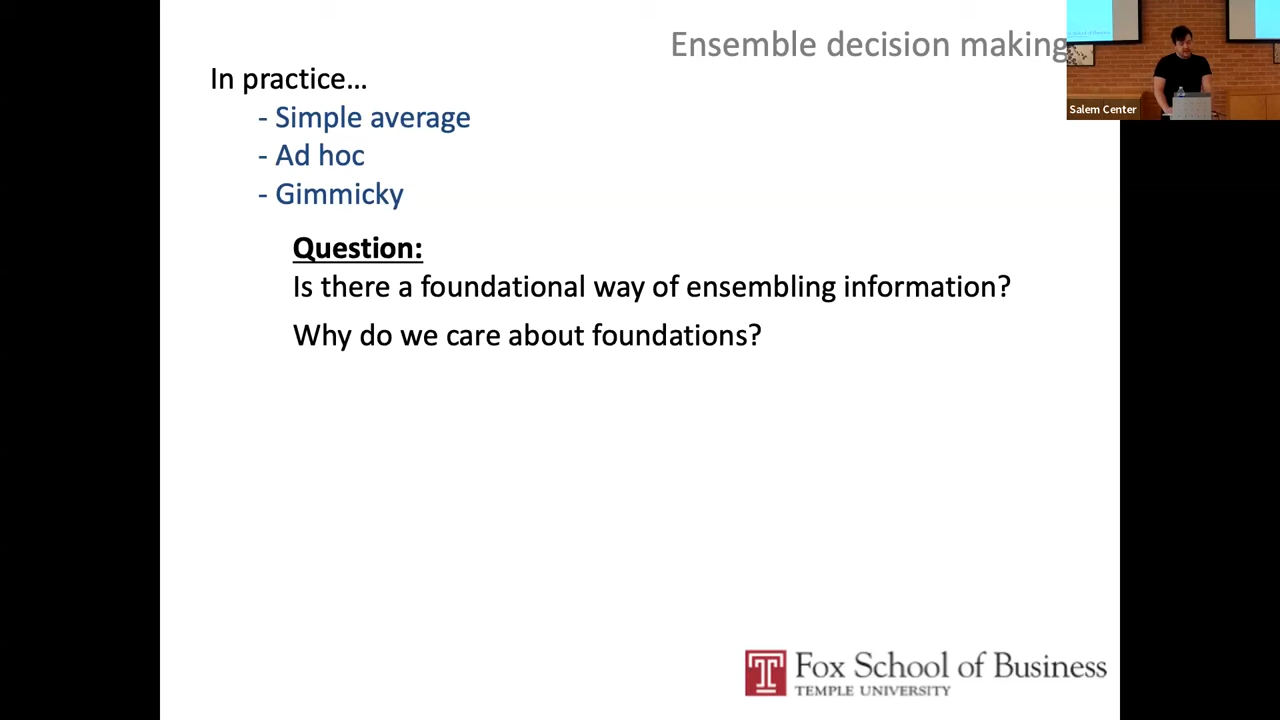 Ensemble decision making
In practice...
- Simple average
- Ad hoc
- Gimmicky
Question:
Is there a foundational way of ensembling information?
Why do we care about foundations?
Salem Center
Fox School of Business
TEMPLE UNIVERSITY